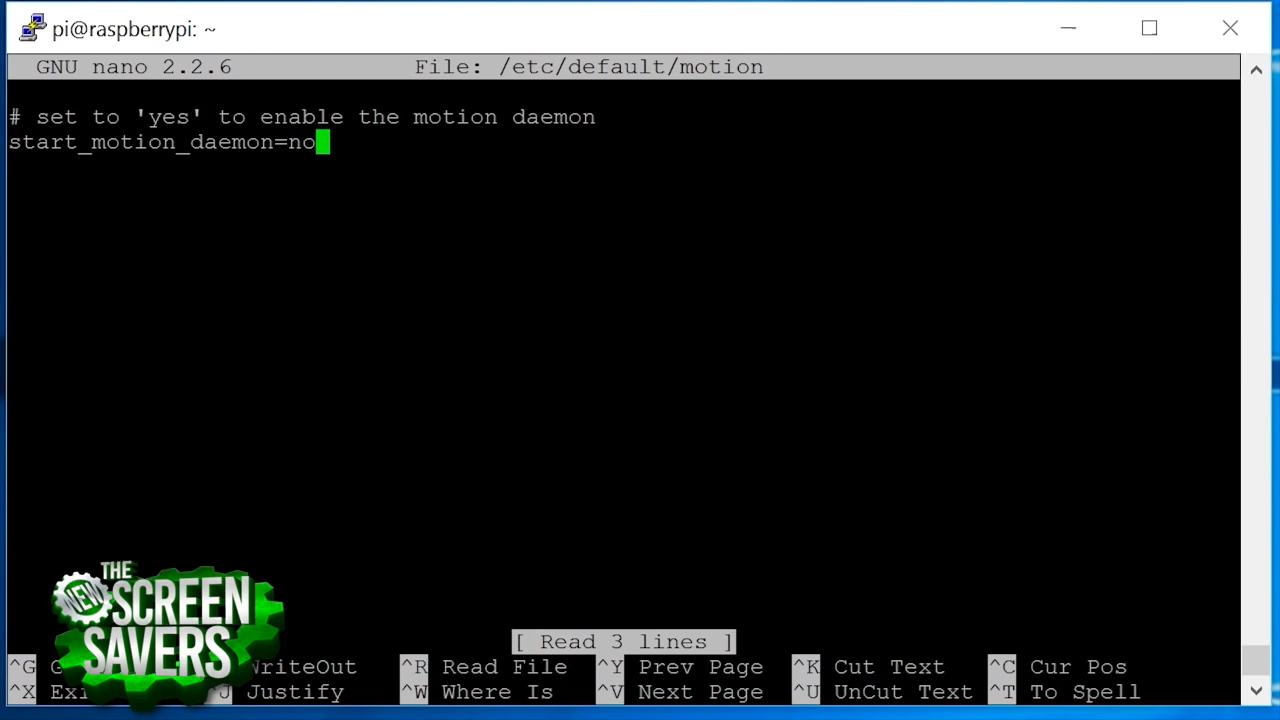 pi@raspberrypi: ~
GNU nano 2.2.6 File: /etc/default/motion
# set to 'yes' to enable the motion daemon
start_motion_daemon=no
[ Read 3 lines ]
^G WriteOut ^R Read File ^Y Prev Page ^K Cut Text ^C Cur Pos
^X Justify ^W Where Is ^V Next Page ^U UnCut Text ^T To Spell
THE
NEW
SCREEN
SAVERS